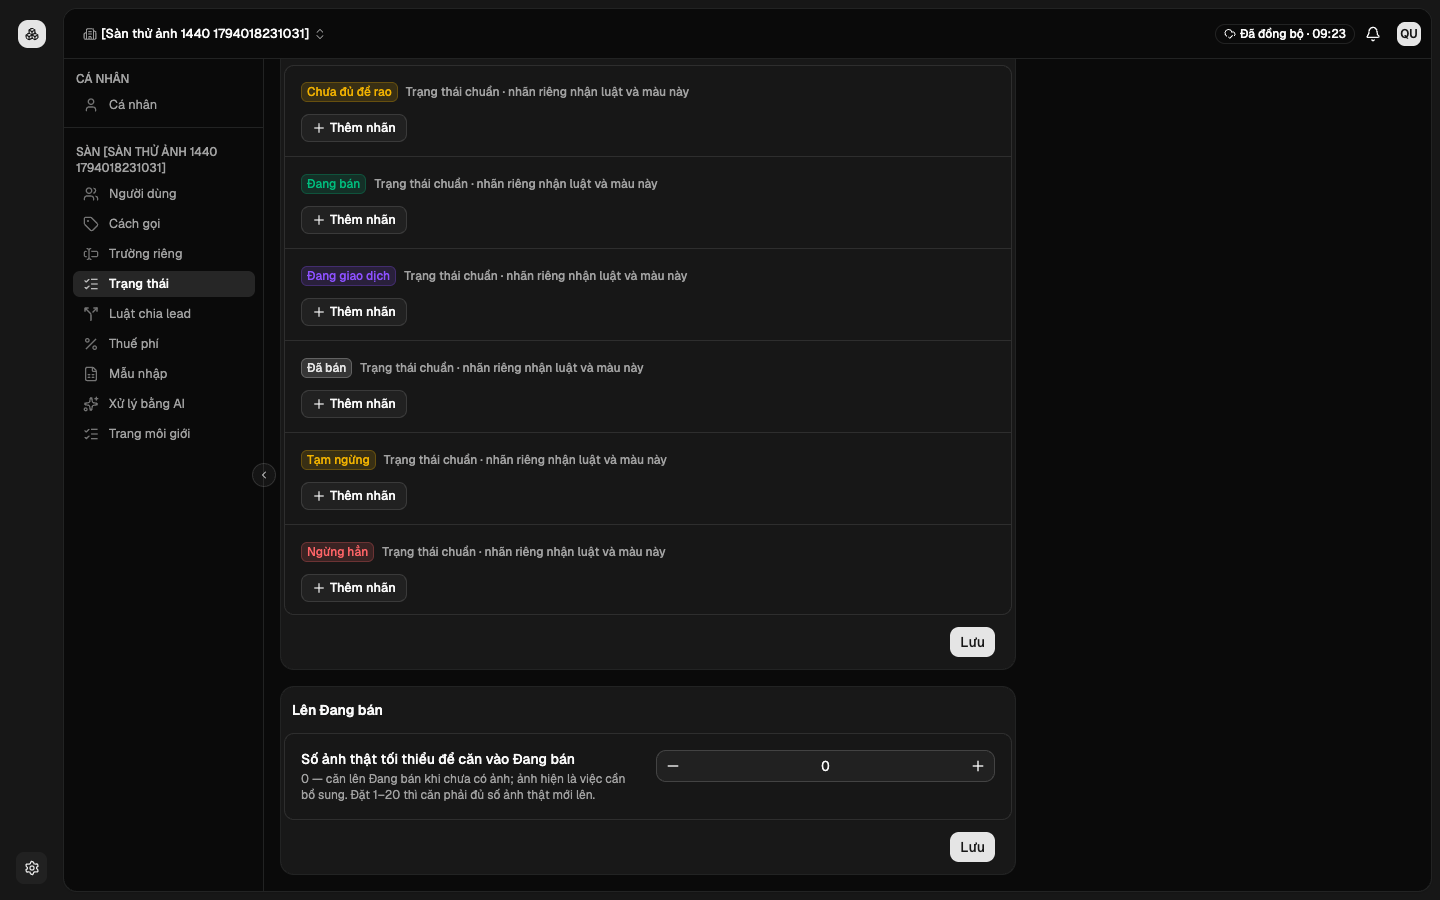 [Sàn thử ảnh 1440 1794018231031]
Đã đồng bộ · 09:23
QU
CÁ NHÂN
Cá nhân
SÀN [SÀN THỬ ẢNH 1440
1794018231031]
Người dùng
Cách gọi
Trường riêng
Trạng thái
Luật chia lead
Thuế phí
Mẫu nhập
Xử lý bằng AI
Trang môi giới
Chưa đủ để rao Trạng thái chuẩn · nhãn riêng nhận luật và màu này
Thêm nhãn
Đang bán Trạng thái chuẩn · nhãn riêng nhận luật và màu này
Thêm nhãn
Đang giao dịch Trạng thái chuẩn · nhãn riêng nhận luật và màu này
Thêm nhãn
Đã bán Trạng thái chuẩn · nhãn riêng nhận luật và màu này
Thêm nhãn
Tạm ngừng Trạng thái chuẩn · nhãn riêng nhận luật và màu này
Thêm nhãn
Ngừng hẳn Trạng thái chuẩn · nhãn riêng nhận luật và màu này
Thêm nhãn
Lưu
Lên Đang bán
Số ảnh thật tối thiểu để căn vào Đang bán
0 — căn lên Đang bán khi chưa có ảnh; ảnh hiện là việc cần
bổ sung. Đặt 1–20 thì căn phải đủ số ảnh thật mới lên.
0
Lưu